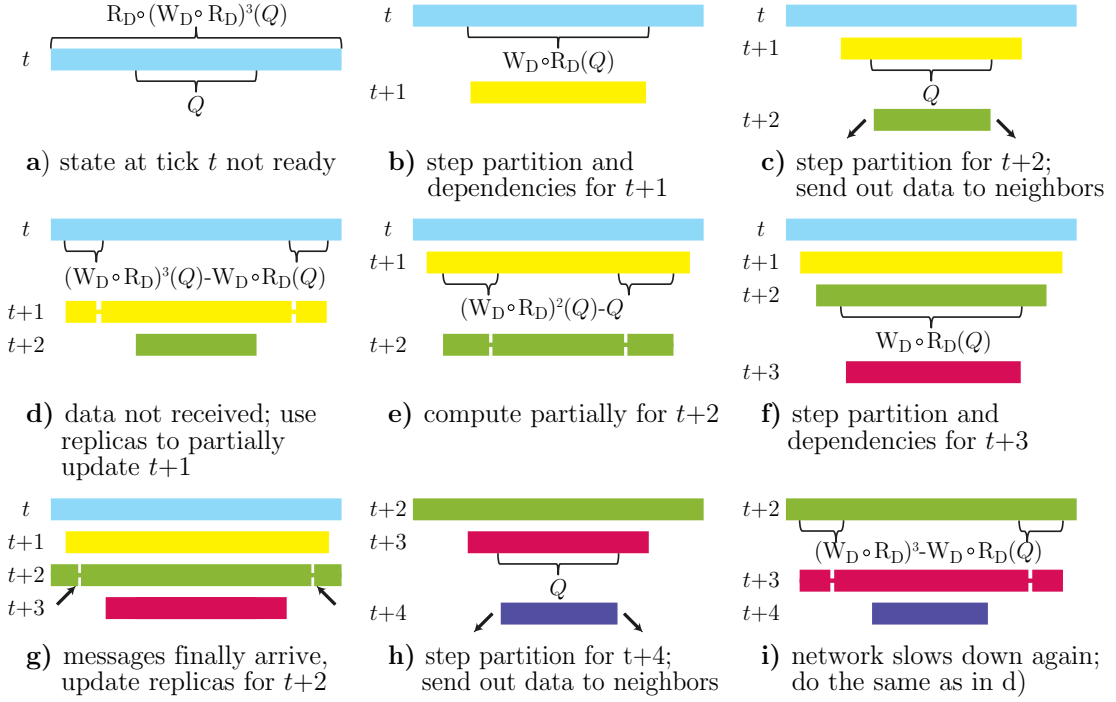 R_D∘(W_D∘R_D)³(Q)
t
Q
a) state at tick t not ready
t
W_D∘R_D(Q)
t+1
b) step partition and
dependencies for t+1
t
t+1
Q
t+2
c) step partition for t+2;
send out data to neighbors
t
(W_D∘R_D)³(Q)-W_D∘R_D(Q)
t+1
t+2
d) data not received; use
replicas to partially
update t+1
t
t+1
(W_D∘R_D)²(Q)-Q
t+2
e) compute partially for t+2
t
t+1
t+2
W_D∘R_D(Q)
t+3
f) step partition and
dependencies for t+3
t
t+1
t+2
t+3
g) messages finally arrive,
update replicas for t+2
t+2
t+3
Q
t+4
h) step partition for t+4;
send out data to neighbors
t+2
(W_D∘R_D)³-W_D∘R_D(Q)
t+3
t+4
i) network slows down again;
do the same as in d)